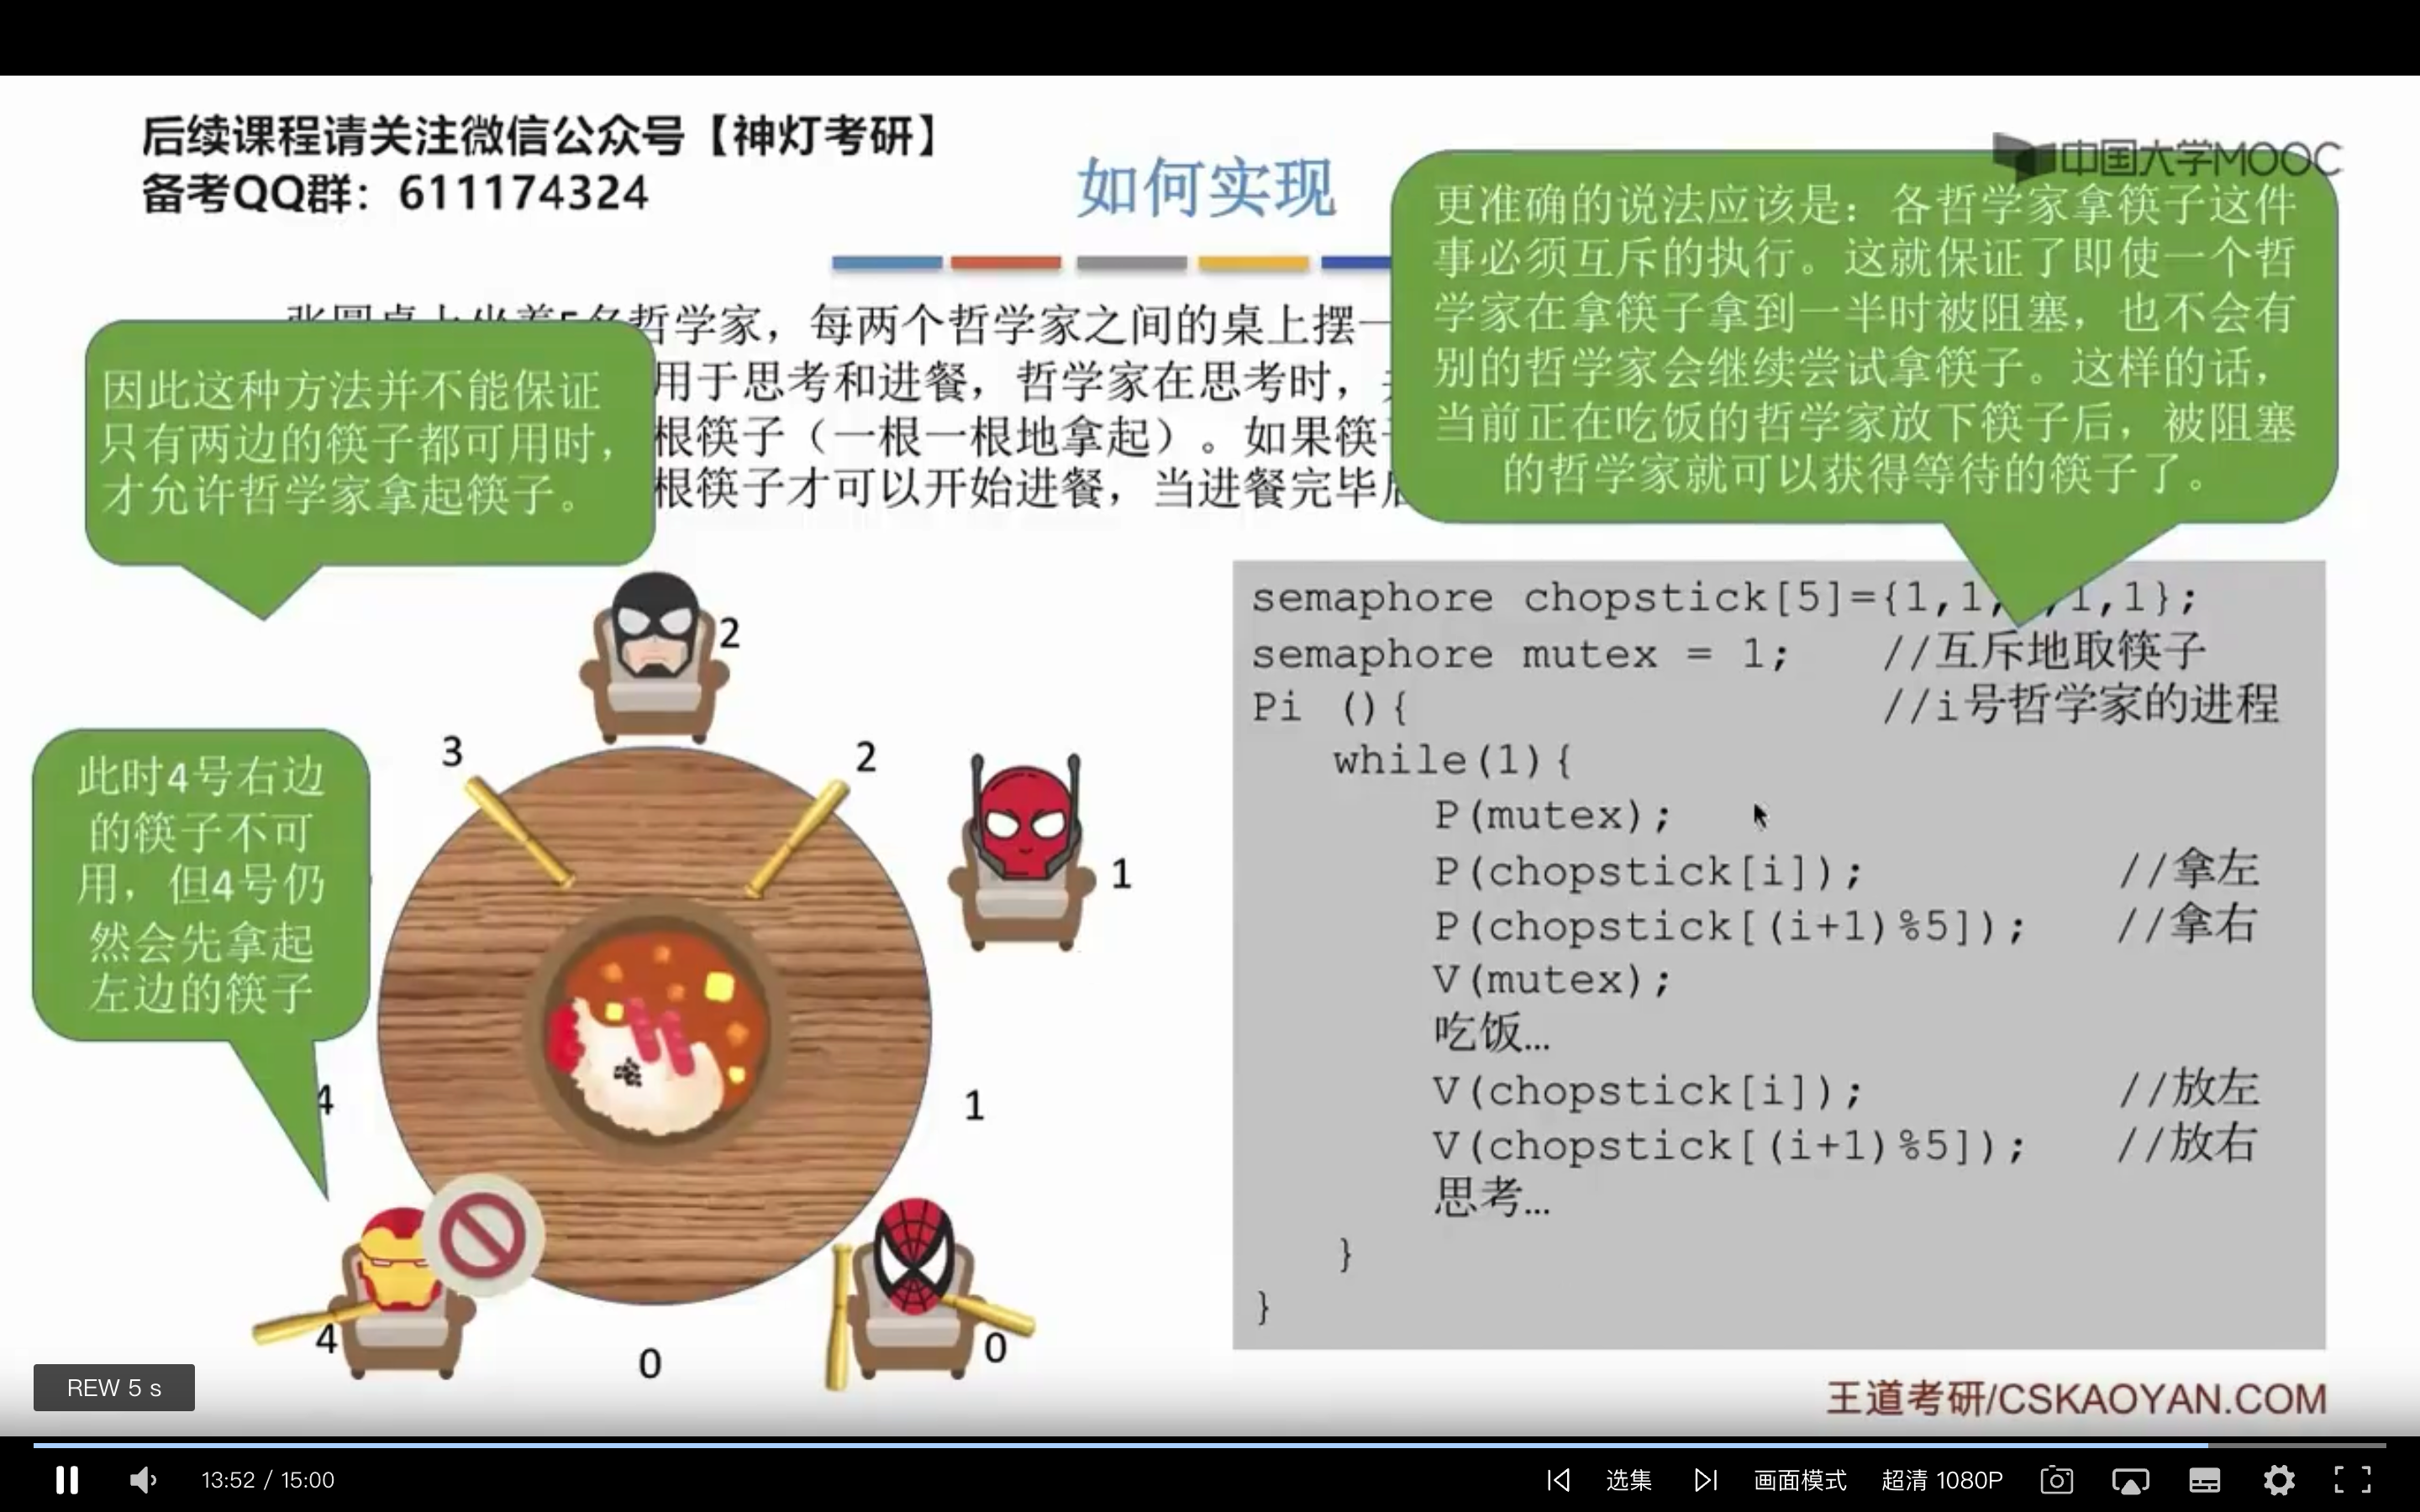 后续课程请关注微信公众号【神灯考研】
备考QQ群：611174324
如何实现
中国大学MOOC
更准确的说法应该是：各哲学家拿筷子这件
事必须互斥的执行。这就保证了即使一个哲
学家在拿筷子拿到一半时被阻塞，也不会有
别的哲学家会继续尝试拿筷子。这样的话，
当前正在吃饭的哲学家放下筷子后，被阻塞
的哲学家就可以获得等待的筷子了。
哲学家，每两个哲学家之间的桌上摆一
用于思考和进餐，哲学家在思考时，
根筷子（一根一根地拿起）。如果筷
根筷子才可以开始进餐，当进餐完毕
因此这种方法并不能保证
只有两边的筷子都可用时，
才允许哲学家拿起筷子。
此时4号右边
的筷子不可
用，但4号仍
然会先拿起
左边的筷子
2
3
2
1
4
1
4
0
0
semaphore chopstick[5]={1,1, ,1,1};
semaphore mutex = 1; //互斥地取筷子
Pi (){ //i号哲学家的进程
while(1){
P(mutex);
P(chopstick[i]); //拿左
P(chopstick[(i+1)%5]); //拿右
V(mutex);
吃饭…
V(chopstick[i]); //放左
V(chopstick[(i+1)%5]); //放右
思考…
}
}
王道考研/CSKAOYAN.COM
REW 5 s
13:52 / 15:00
选集
画面模式
超清 1080P